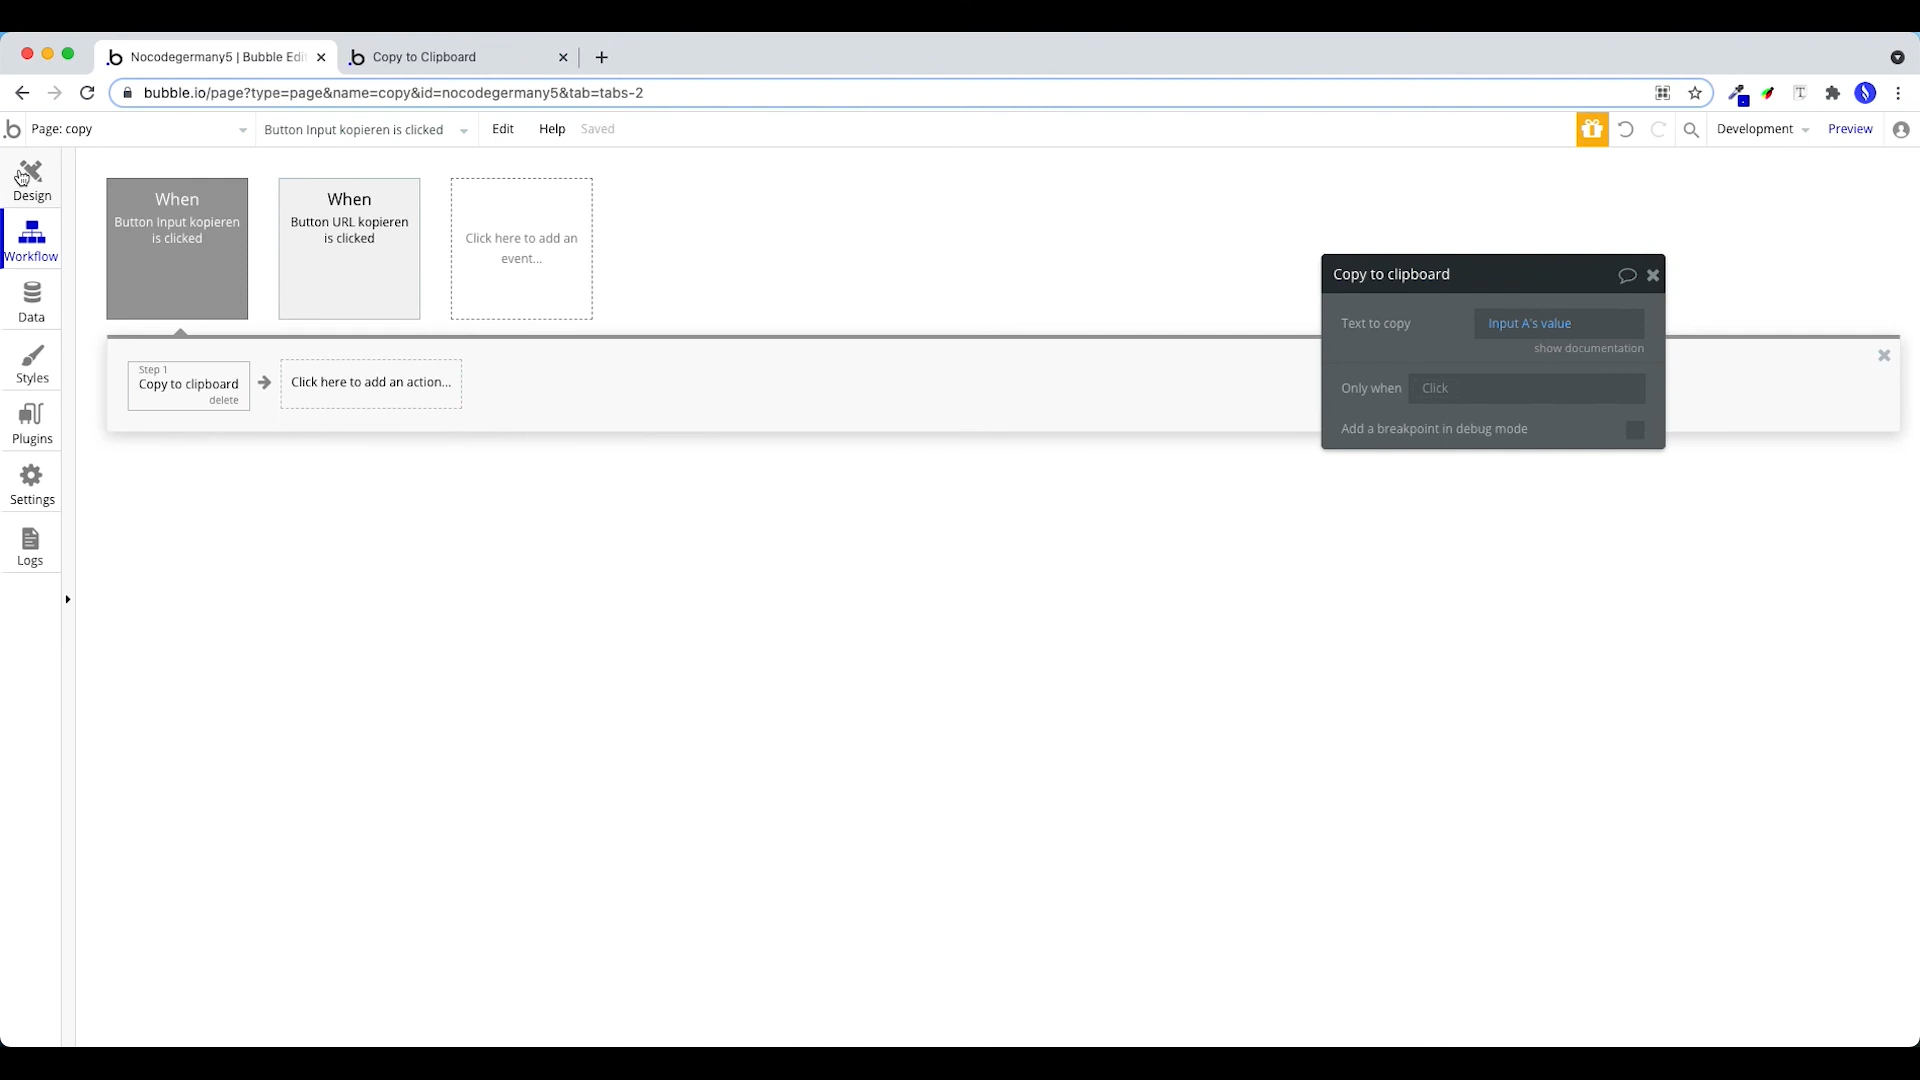 Nocodegermany5 | Bubble Edi
Copy to Clipboard
bubble.io/page?type=page&name=copy&id=nocodegermany5&tab=tabs-2
Page: copy
Button Input kopieren is clicked
Edit
Help
Saved
Development
Preview
Design
Workflow
Data
Styles
Plugins
Settings
Logs
When
Button Input kopieren
is clicked
When
Button URL kopieren
is clicked
Click here to add an
event...
Step 1
Copy to clipboard
delete
Click here to add an action...
Copy to clipboard
Text to copy
Input A's value
show documentation
Only when
Click
Add a breakpoint in debug mode